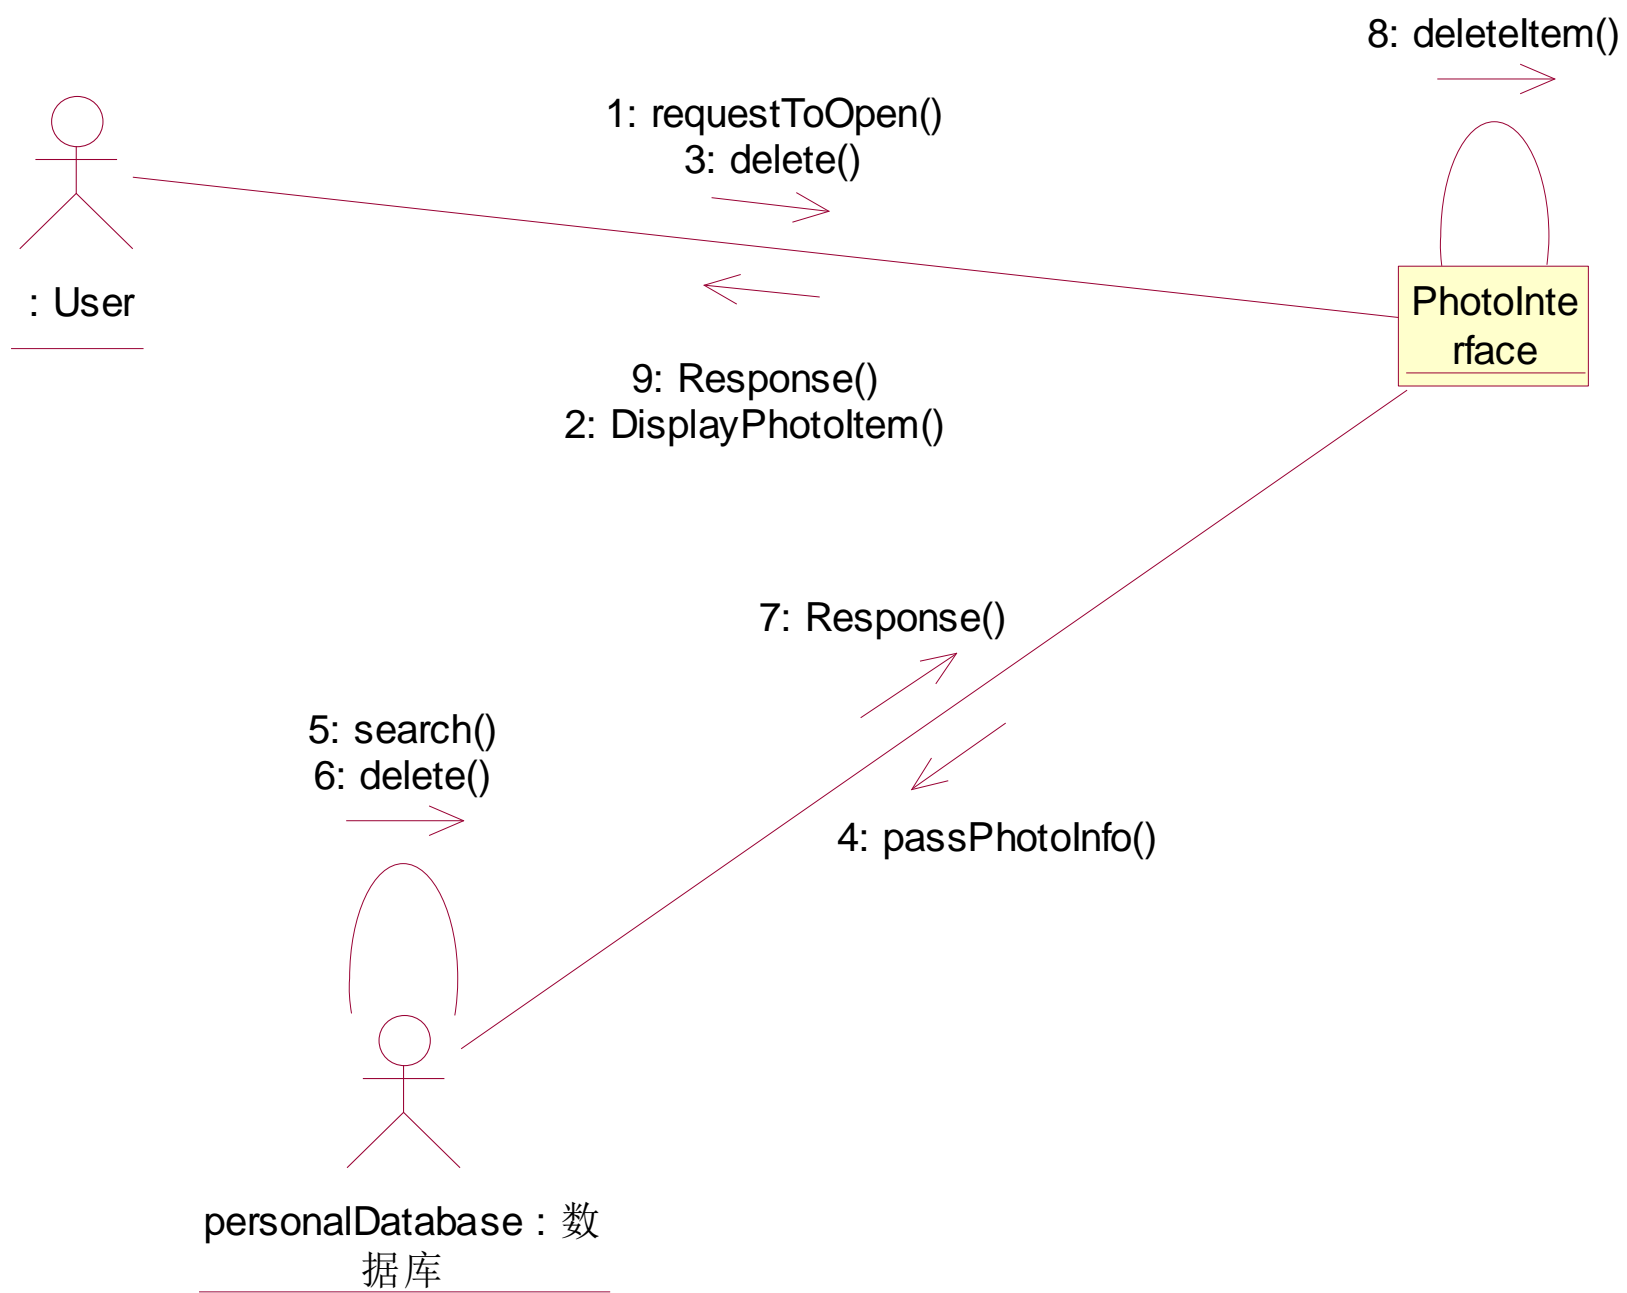 8: deleteItem()
1: requestToOpen()
3: delete()
: User
PhotoInte
rface
9: Response()
2: DisplayPhotoItem()
7: Response()
5: search()
6: delete()
4: passPhotoInfo()
personalDatabase : 数
据库